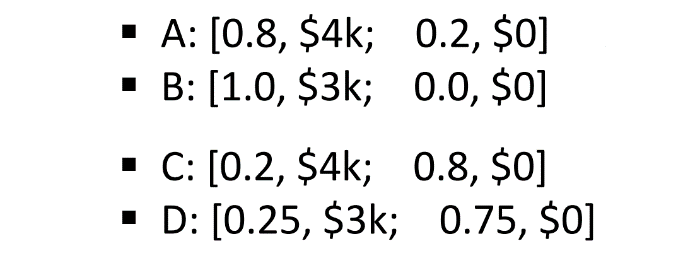 ▪ A: [0.8, $4k; 0.2, $0]
▪ B: [1.0, $3k; 0.0, $0]
▪ C: [0.2, $4k; 0.8, $0]
▪ D: [0.25, $3k; 0.75, $0]